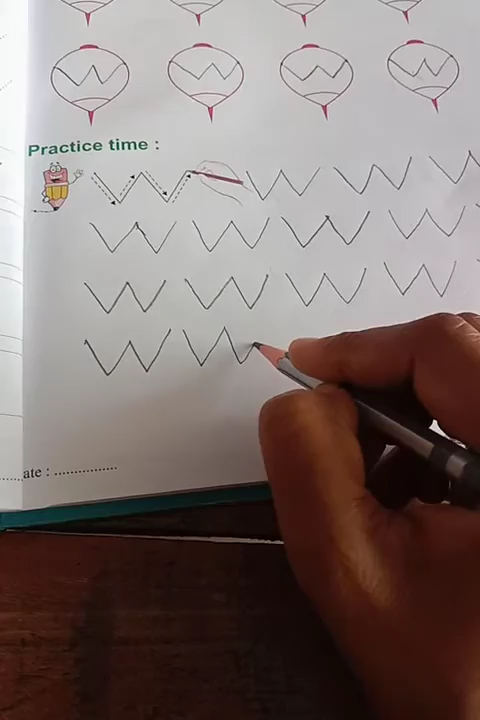 W W W W
Practice time :
W W W W W
W W W W
W W W W
W W
ate : ................